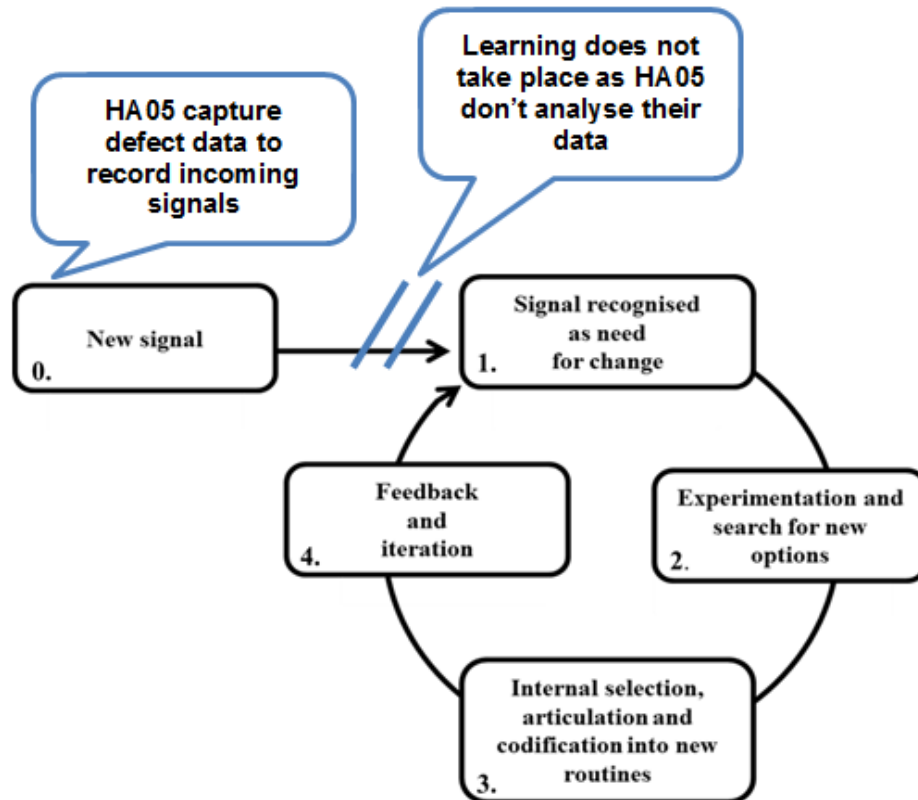 HA05 capture
defect data to
record incoming
signals
Learning does not
take place as HA05
don't analyse their
data
New signal
0.
Signal recognised
as need
for change
1.
Experimentation and
search for new
options
2.
Internal selection,
articulation and
codification into new
routines
3.
Feedback
and
iteration
4.